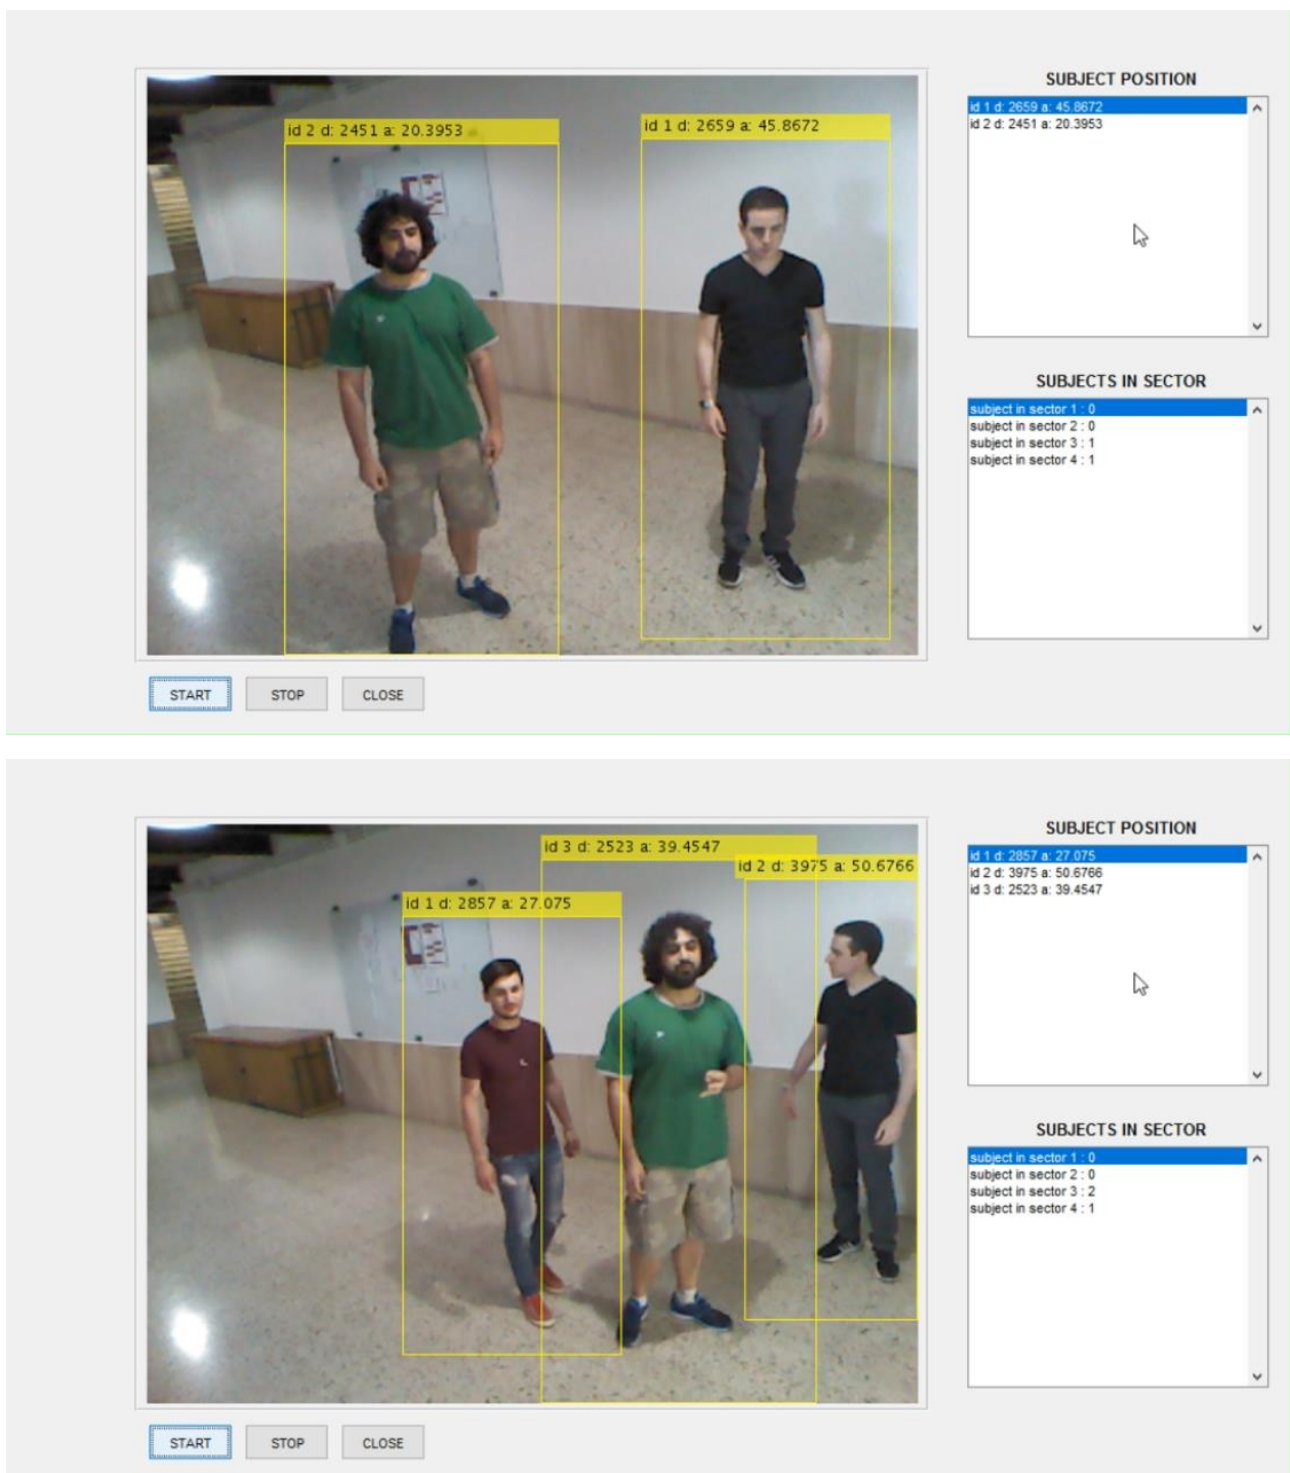 SUBJECT POSITION
id 2 d: 2451 a: 20.3953
id 1 d: 2659 a: 45.8672
id 1 d: 2659 a: 45.8672
id 2 d: 2451 a: 20.3953
SUBJECTS IN SECTOR
subject in sector 1 : 0
subject in sector 2 : 0
subject in sector 3 : 1
subject in sector 4 : 1
START STOP CLOSE
SUBJECT POSITION
id 3 d: 2523 a: 39.4547
id 2 d: 3975 a: 50.6766
id 1 d: 2857 a: 27.075
id 1 d: 2857 a: 27.075
id 2 d: 3975 a: 50.6766
id 3 d: 2523 a: 39.4547
SUBJECTS IN SECTOR
subject in sector 1 : 0
subject in sector 2 : 0
subject in sector 3 : 2
subject in sector 4 : 1
START STOP CLOSE